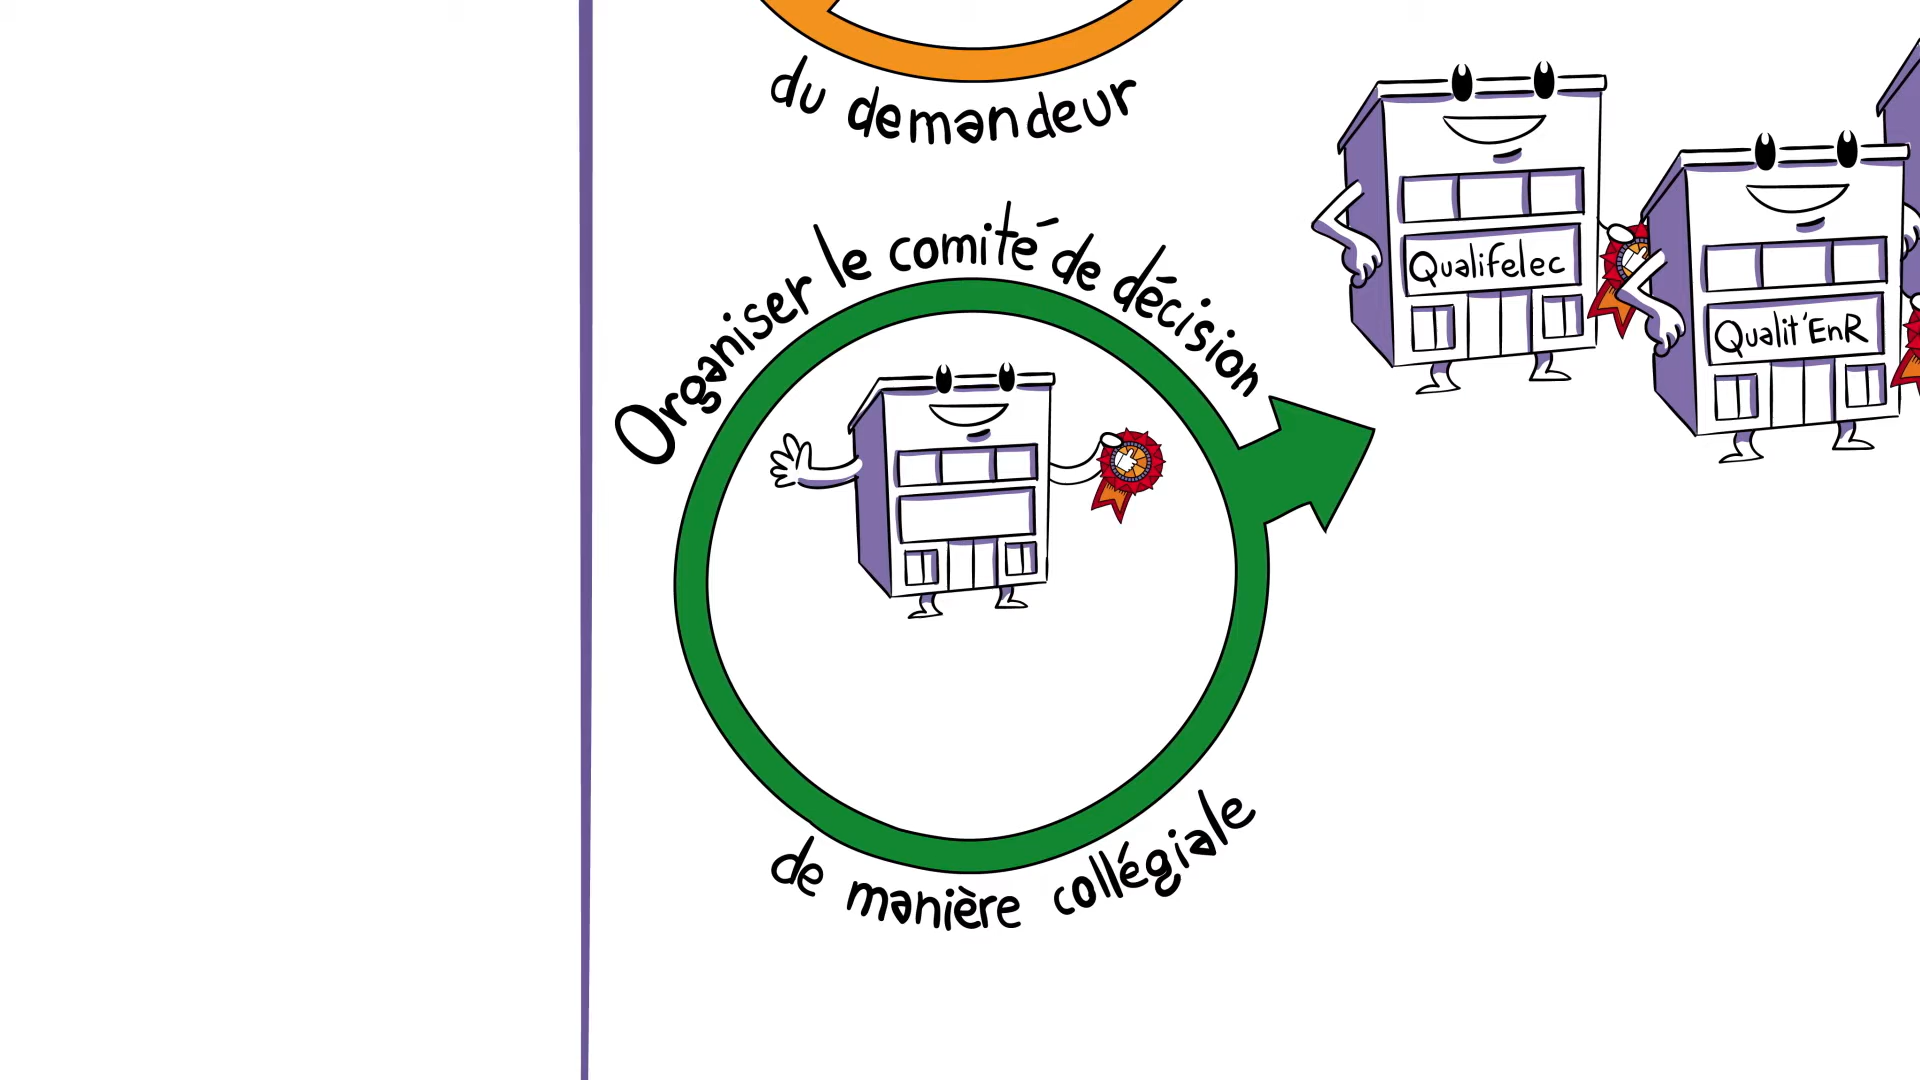 du demandeur
Organiser le comité de décision
de manière collégiale
Qualifelec
Qualit'EnR